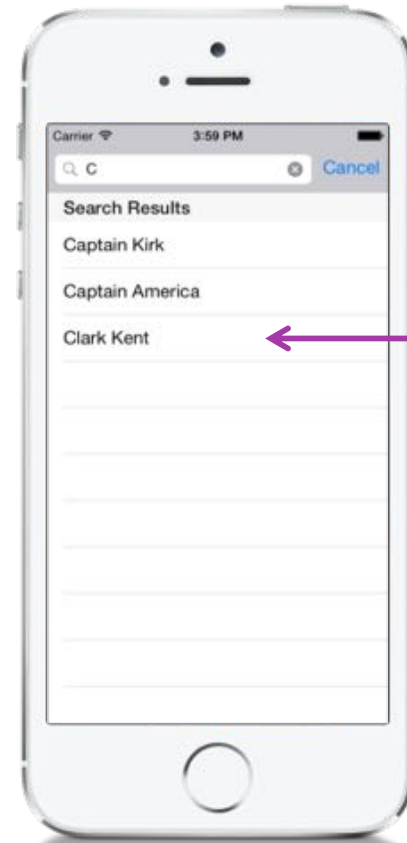 Carrier 3:59 PM
C Cancel
Search Results
Captain Kirk
Captain America
Clark Kent